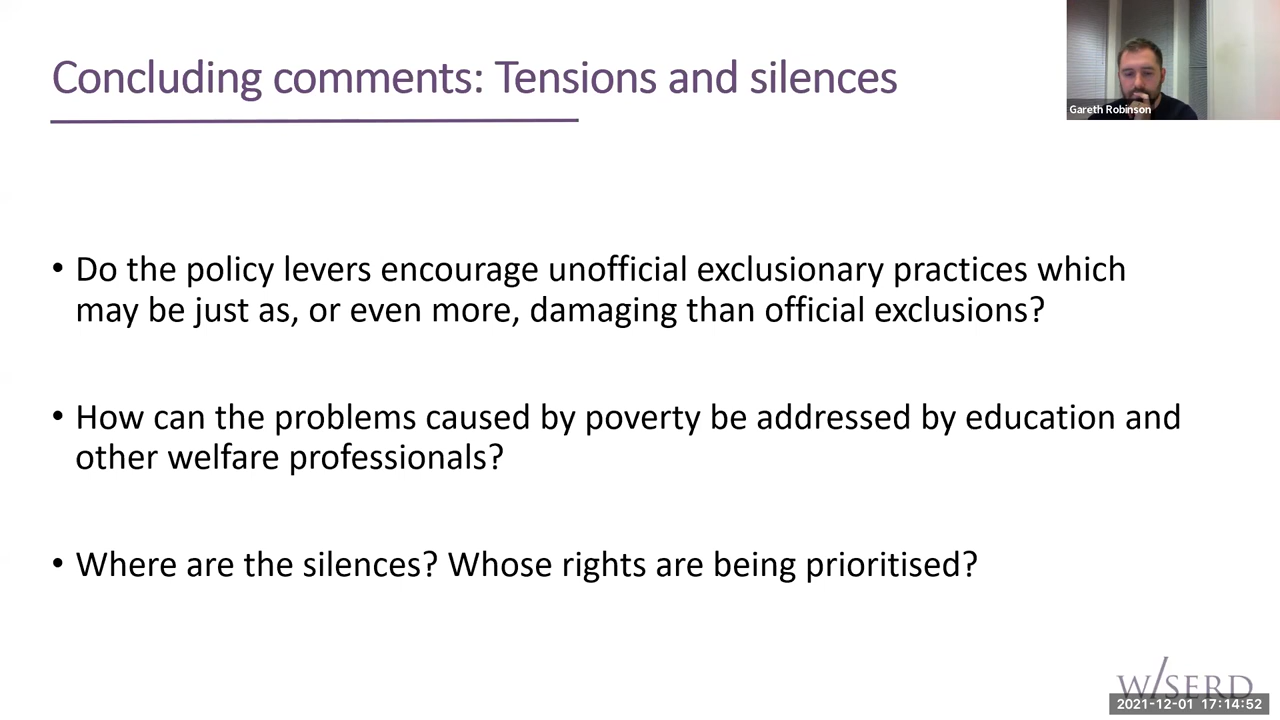 Concluding comments: Tensions and silences
Gareth Robinson
• Do the policy levers encourage unofficial exclusionary practices which
may be just as, or even more, damaging than official exclusions?
• How can the problems caused by poverty be addressed by education and
other welfare professionals?
• Where are the silences? Whose rights are being prioritised?
W/SERD
2021-12-01 17:14:52